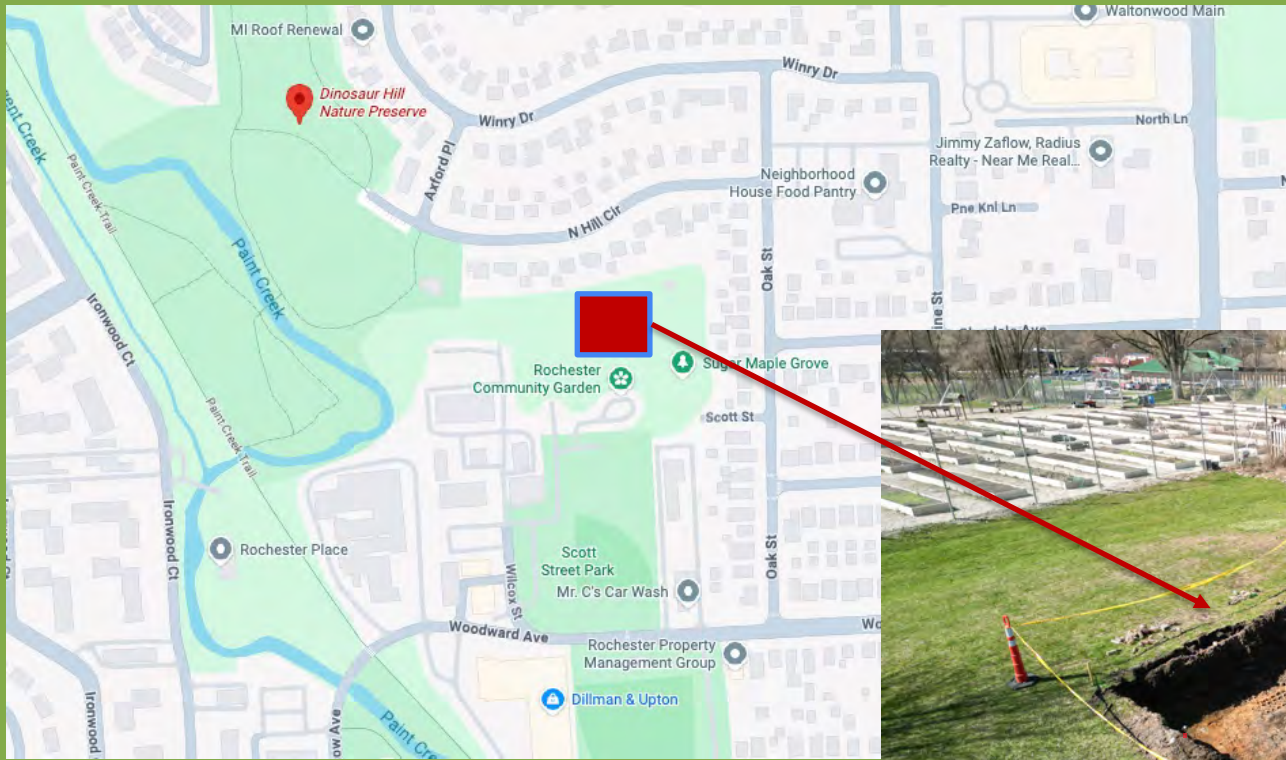 MI Roof Renewal
Waltonwood Main
Winry Dr
Dinosaur Hill
Nature Preserve
Winry Dr
North Ln
Axford Pl
Jimmy Zaflow, Radius
Realty - Near Me Real...
Neighborhood
House Food Pantry
Paint Creek Trail
Pne Knl Ln
N Hill Cir
Paint Creek
Oak St
Ironwood Ct
Rochester
Community Garden
Sugar Maple Grove
Scott St
Paint Creek Trail
Ironwood Ct
Rochester Place
Scott
Street Park
Oak St
Wilcox St
Mr. C's Car Wash
Woodward Ave
Rochester Property
Management Group
Dillman & Upton
Ironwood
Paint Cre